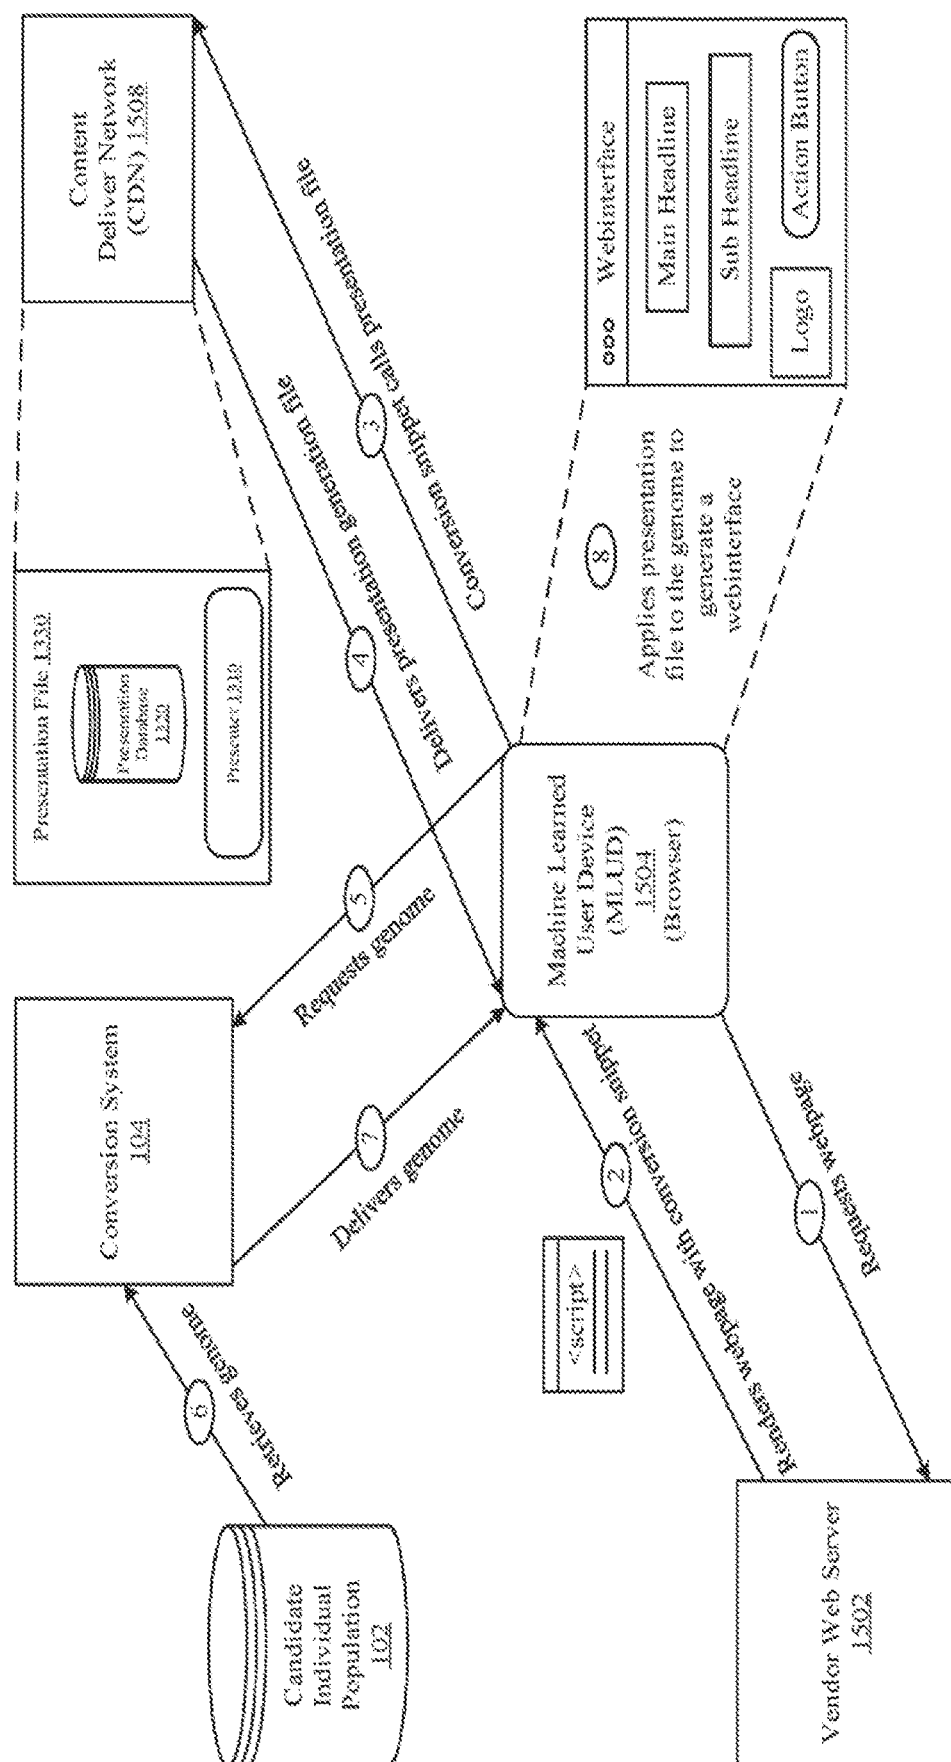 Candidate
Individual
Population
102
6
Retrieves genome
Conversion System
104
Presentation File 1330
Presentation
Database
1320
Presenter 1310
Content
Deliver Network
(CDN) 1508
7
Delivers genome
5
Requests genome
4
Delivers presentation generation file
3
Conversion snipper calls presentation file
Vendor Web Server
1502
<script>
2
Renders webpage with conversion snippet
1
Requests webpage
Machine Learned
User Device
(MLUD)
1504
(Browser)
8
Applies presentation
file to the genome to
generate a
webinterface
Webinterface
Main Headline
Sub Headline
Logo
Action Button